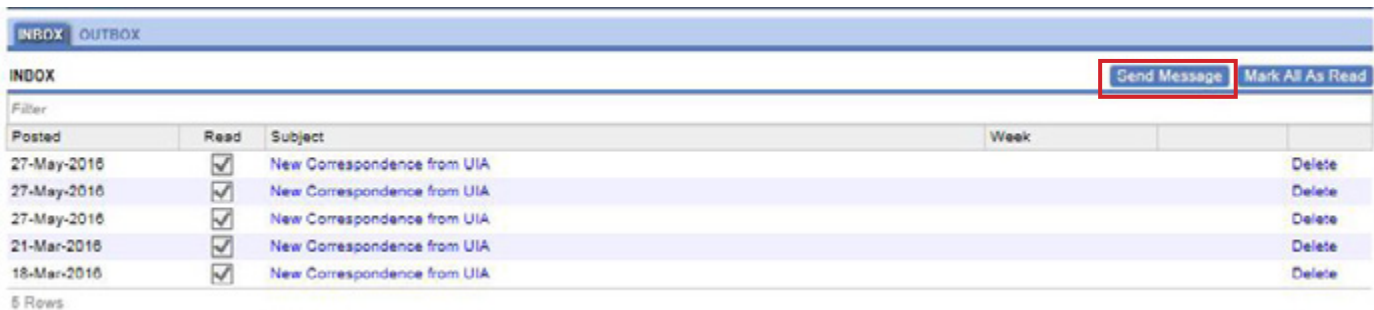 INBOX OUTBOX
INBOX Send Message Mark All As Read
Filter
Posted Read Subject Week
27-May-2016 New Correspondence from UIA Delete
27-May-2016 New Correspondence from UIA Delete
27-May-2016 New Correspondence from UIA Delete
21-Mar-2016 New Correspondence from UIA Delete
18-Mar-2016 New Correspondence from UIA Delete
5 Rows